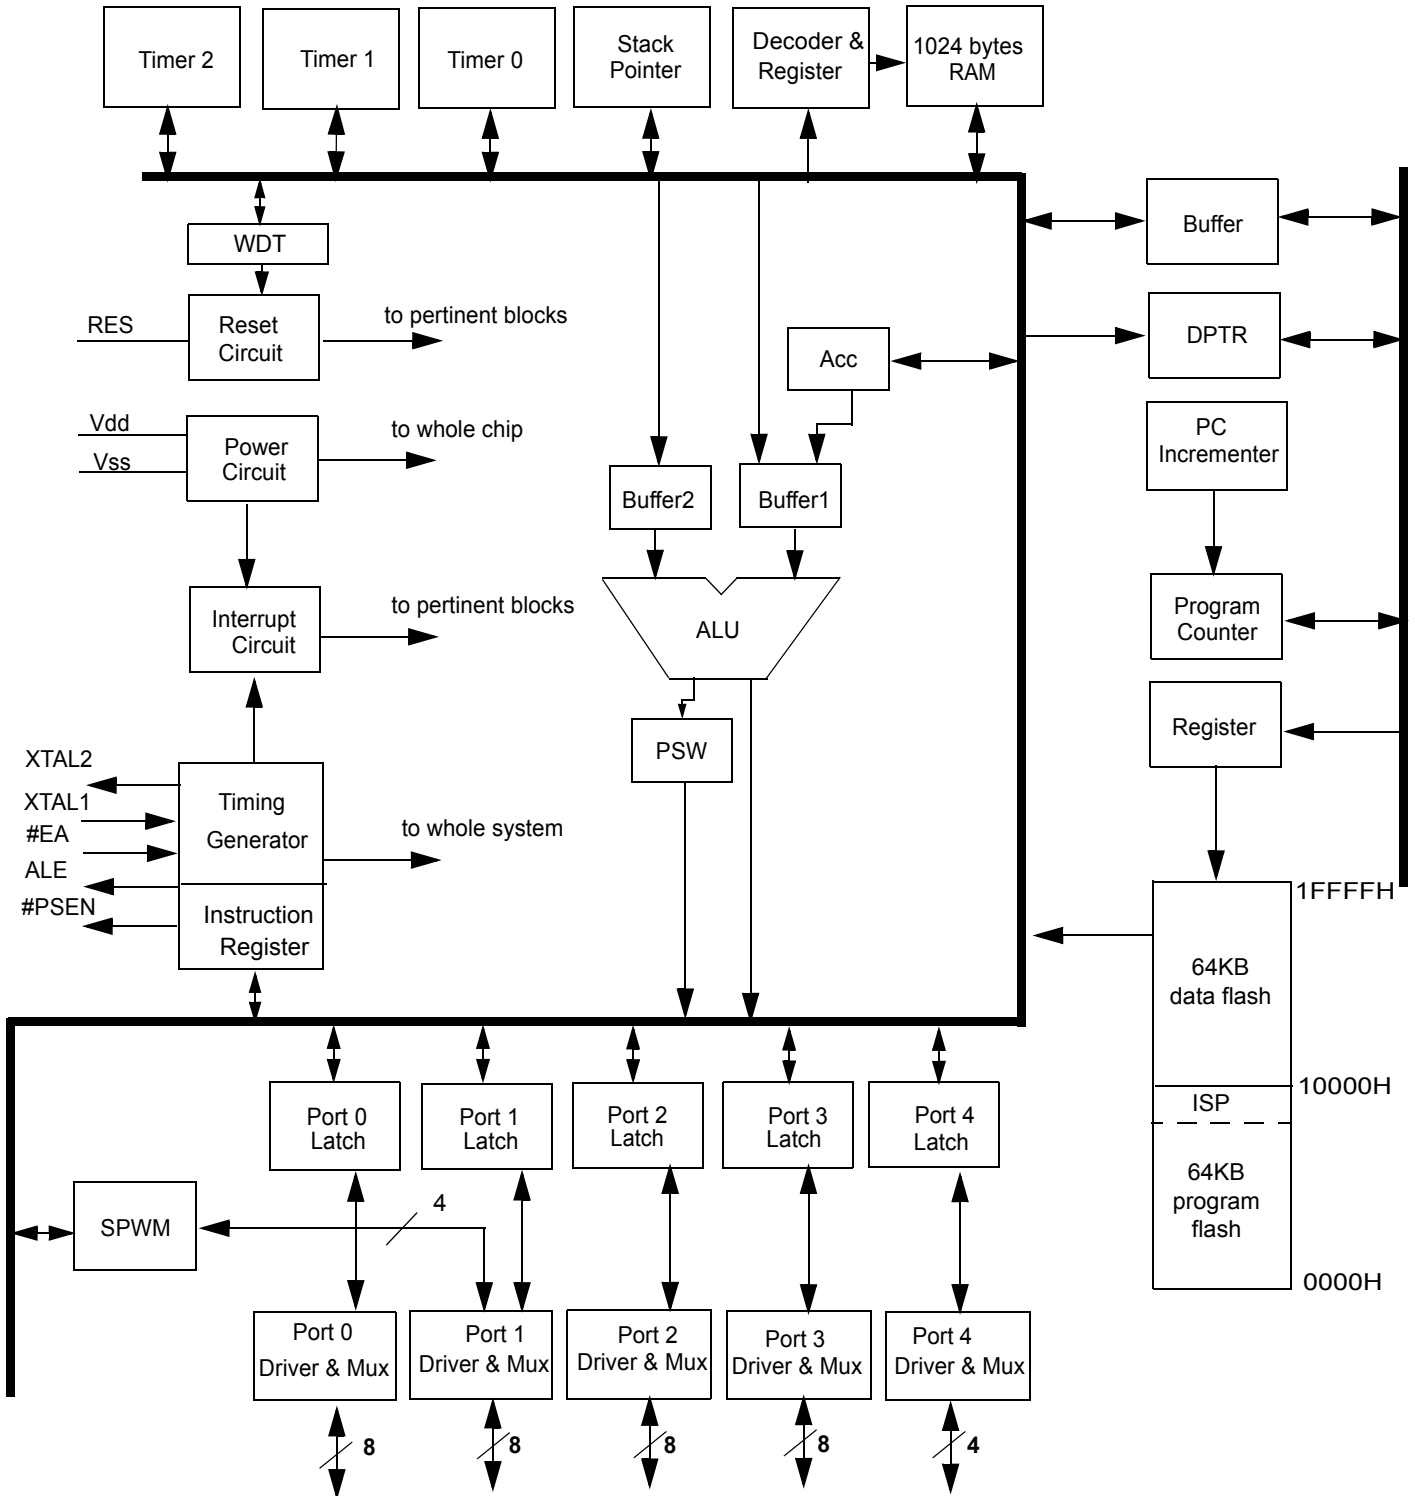 Timer 2
Timer 1
Timer 0
Stack
Pointer
Decoder &
Register
1024 bytes
RAM
WDT
Buffer
RES
Reset
Circuit
to pertinent blocks
DPTR
Acc
Vdd
Vss
Power
Circuit
to whole chip
PC
Incrementer
Buffer2
Buffer1
Interrupt
Circuit
to pertinent blocks
ALU
Program
Counter
PSW
Register
XTAL2
XTAL1
#EA
ALE
#PSEN
Timing
Generator
to whole system
Instruction
Register
1FFFFH
64KB
data flash
10000H
ISP
64KB
program
flash
0000H
Port 0
Latch
Port 1
Latch
Port 2
Latch
Port 3
Latch
Port 4
Latch
SPWM
4
Port 0
Driver & Mux
Port 1
Driver & Mux
Port 2
Driver & Mux
Port 3
Driver & Mux
Port 4
Driver & Mux
8
8
8
8
4